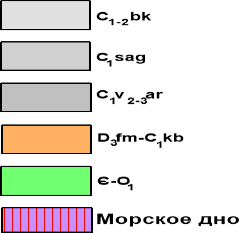 C₁₋₂bk
C₁sag
C₁v₂₋₃ar
D₃fm-C₁kb
Є-O₁
Морское дно